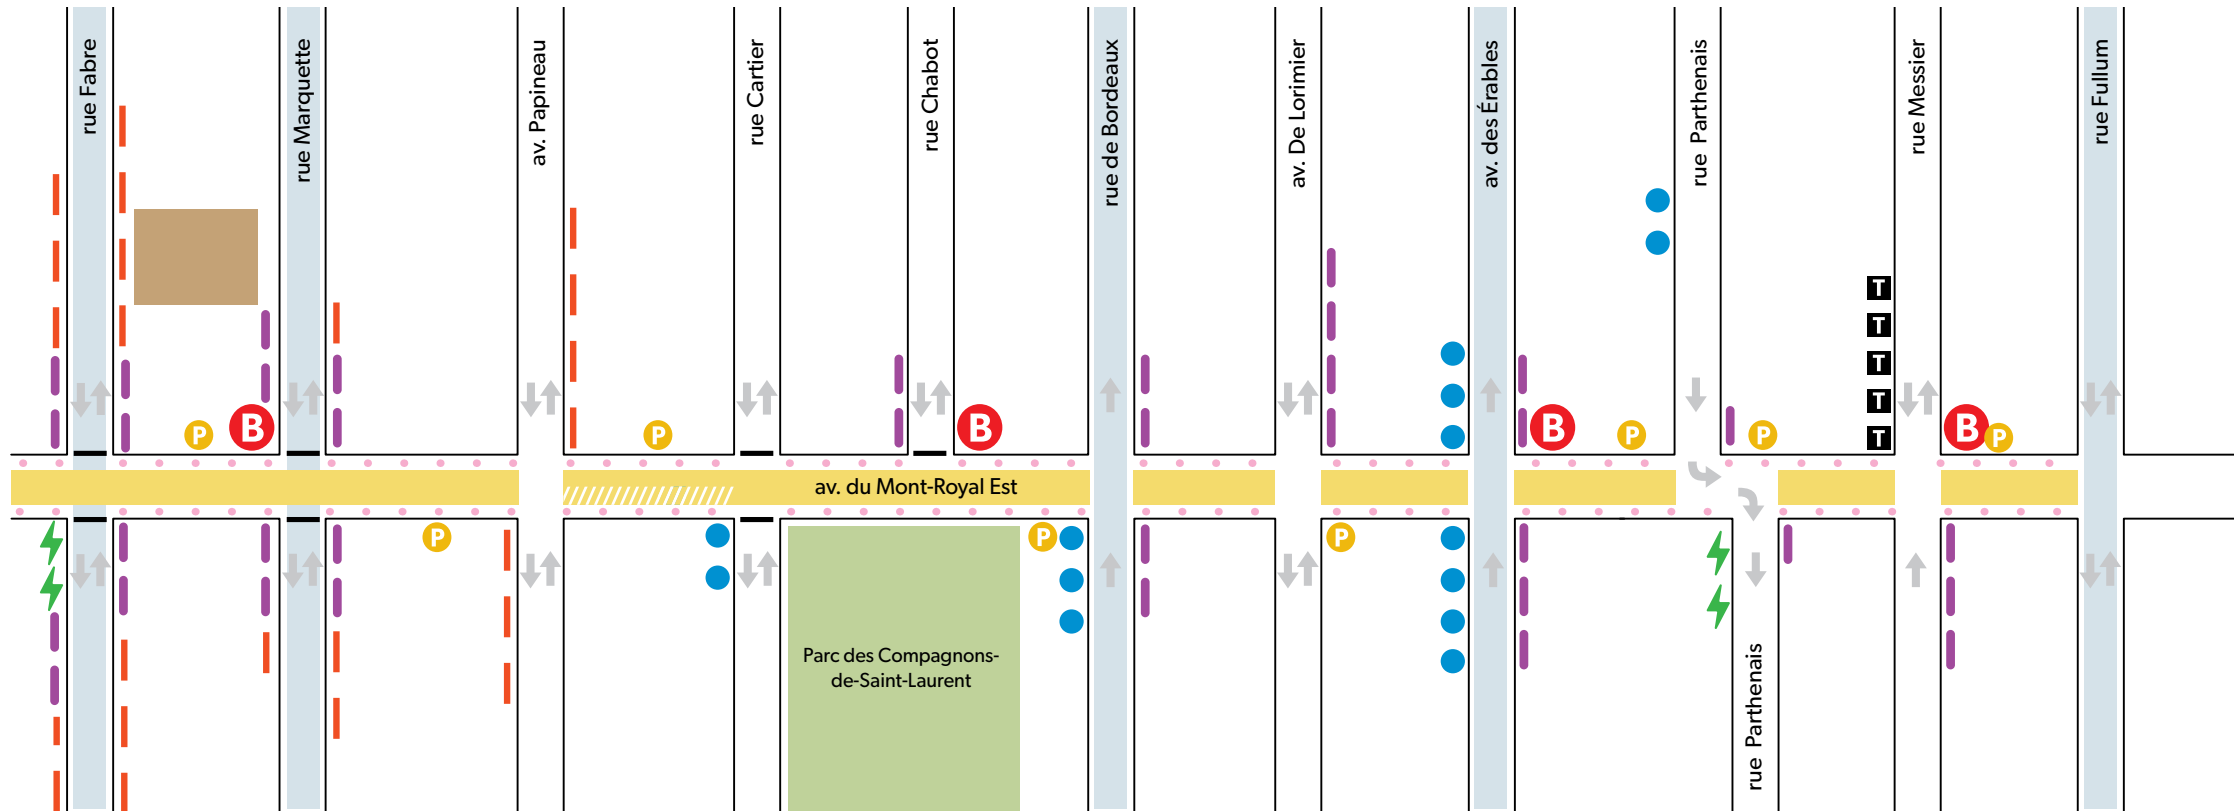 rue Fabre
rue Marquette
av. Papineau
rue Cartier
rue Chabot
rue de Bordeaux
av. De Lorimier
av. des Érables
rue Parthenais
rue Messier
rue Fullum
T
T
T
T
T
P
B
P
B
B
P
P
B
P
av. du Mont-Royal Est
P
P
P
Parc des Compagnons-
de-Saint-Laurent
rue Parthenais